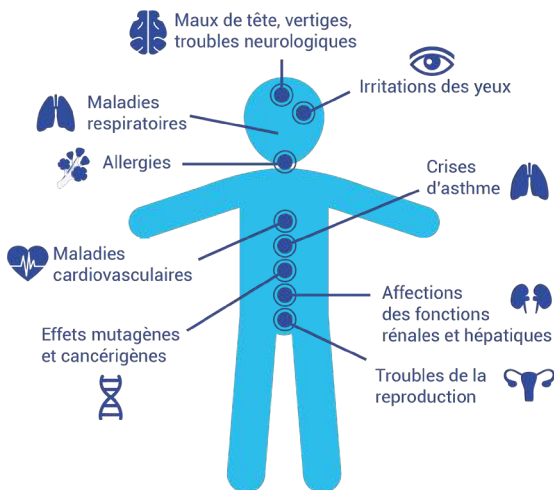 Maux de tête, vertiges,
troubles neurologiques
Irritations des yeux
Maladies
respiratoires
Allergies
Crises
d'asthme
Maladies
cardiovasculaires
Affections
des fonctions
rénales et hépatiques
Effets mutagènes
et cancérigènes
Troubles de la
reproduction